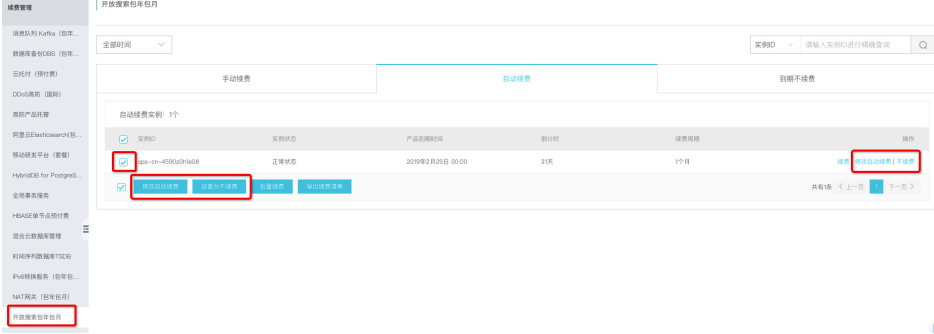 续费管理
开放搜索包年包月
消息队列 Kafka（包年...
数据库备份DBS（包年...
云托付（预付费）
DDoS高防（国际）
高防产品托管
阿里云Elasticsearch(包...
移动研发平台（套餐）
HybridDB for PostgreS...
全局事务服务
HBASE单节点预付费
混合云数据库管理
时间序列数据库TSDB
IPv6转换服务（包年包...
NAT网关（包年包月）
开放搜索包年包月
全部时间
实例ID
请输入实例ID进行精确查询
手动续费
自动续费
到期不续费
自动续费实例：1个
实例ID 实例状态 产品到期时间 倒计时 续费周期 操作
ops-cn-4590z0h1e08 正常状态 2019年2月25日 00:00 31天 1个月 续费 | 修改自动续费 | 不续费
修改自动续费 设置为不续费 批量续费 导出续费清单
共有1条 < 上一页 1 下一页 >